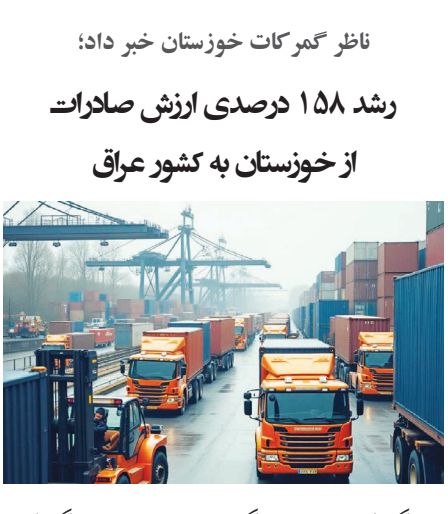 ناظر گمرکات خوزستان خبر داد؛
رشد ۱۵۸ درصدی ارزش صادرات
از خوزستان به کشور عراق